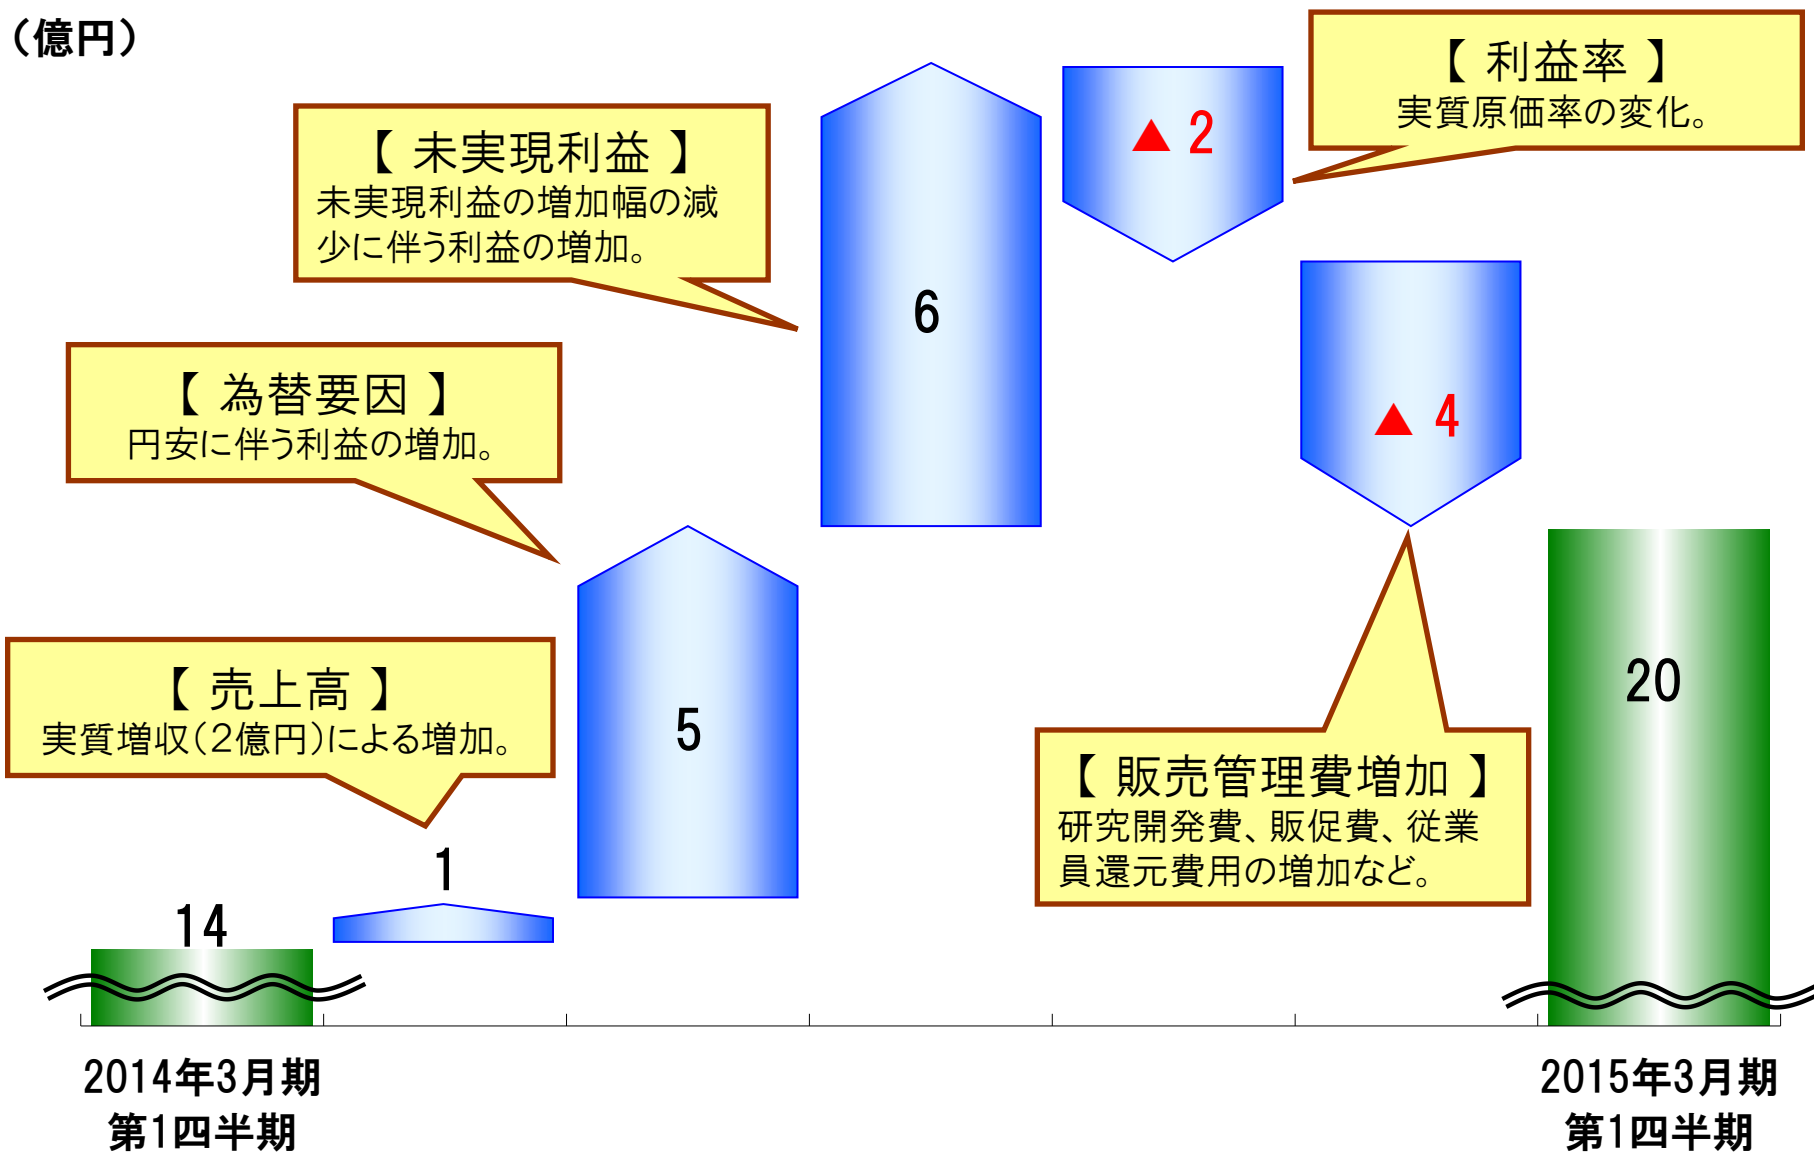 （億円）
【 利益率 】
実質原価率の変化。
▲ 2
【 未実現利益 】
未実現利益の増加幅の減
少に伴う利益の増加。
6
【 為替要因 】
円安に伴う利益の増加。
▲ 4
【 売上高 】
実質増収（２億円）による増加。
5
20
【 販売管理費増加 】
研究開発費、販促費、従業
員還元費用の増加など。
1
14
2014年3月期
第1四半期
2015年3月期
第1四半期